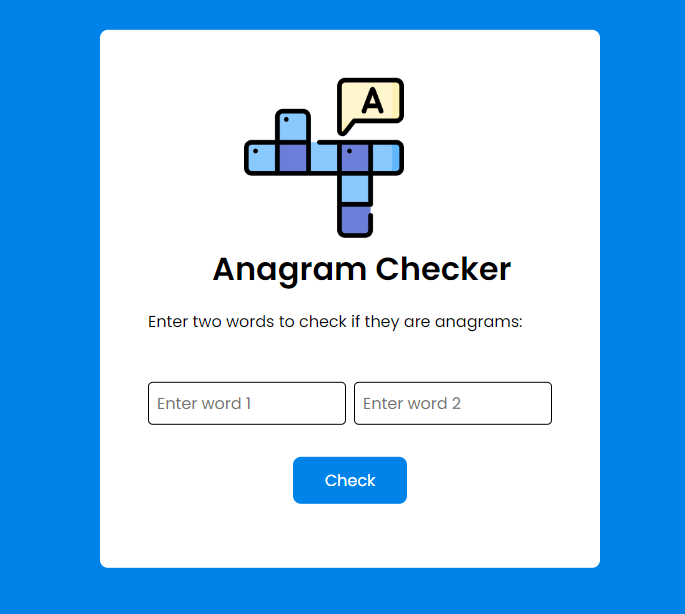 A
Anagram Checker
Enter two words to check if they are anagrams:
Enter word 1 Enter word 2
Check